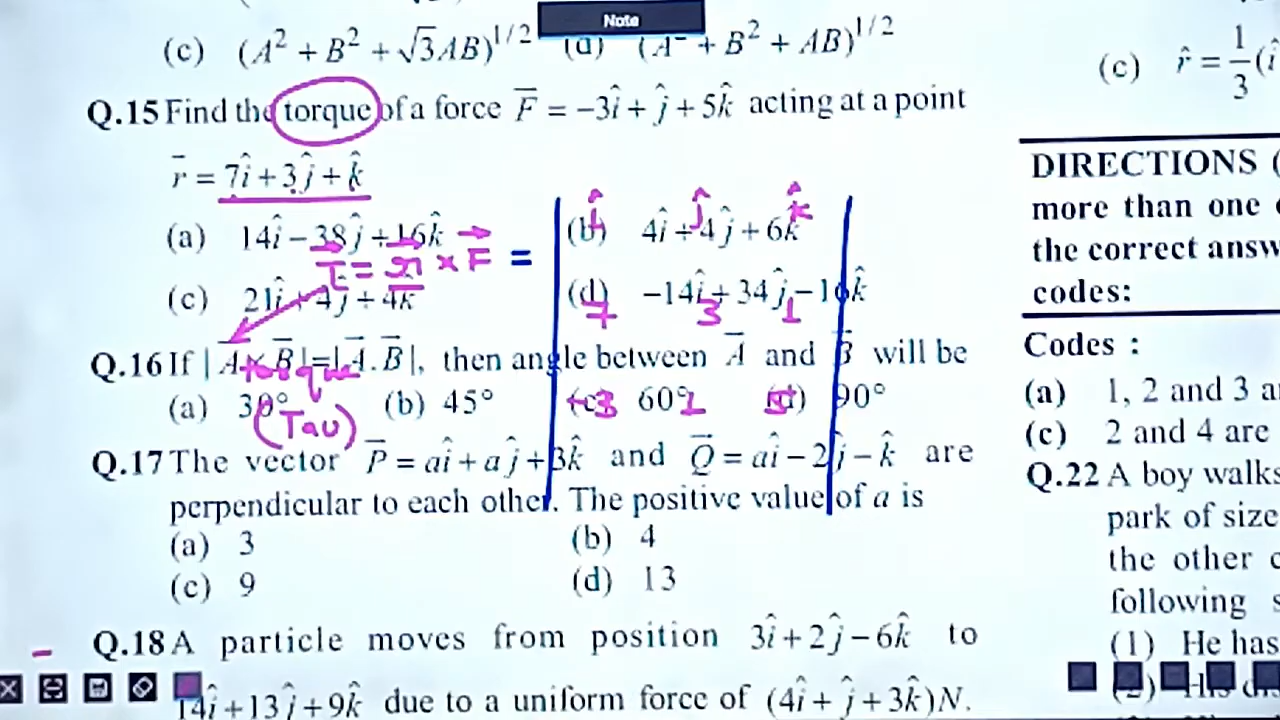 (c) (A² + B² + √3AB)^1/2 (d) (A² + B² + AB)^1/2
Note
Q.15 Find the torque of a force F̄ = −3î + ĵ + 5k̂ acting at a point
r̄ = 7î + 3ĵ + k̂
(a) 14î − 38ĵ + 16k̂
(b) 4î + 4ĵ + 6k̂
(c) 21î + 4ĵ + 4k̂
(d) −14î + 34ĵ − 16k̂
î ĵ k̂
τ = r × F =
7 3 1
-3 1 5
(Tau)
Q.16 If |Ā × B̄| = |Ā . B̄|, then angle between Ā and B̄ will be
(a) 30° (b) 45° (c) 60° (d) 90°
Q.17 The vector P̄ = aî + aĵ + 3k̂ and Q̄ = aî − 2ĵ − k̂ are
perpendicular to each other. The positive value of a is
(a) 3 (b) 4
(c) 9 (d) 13
Q.18 A particle moves from position 3î + 2ĵ − 6k̂ to
14î + 13ĵ + 9k̂ due to a uniform force of (4î + ĵ + 3k̂)N.
(c) r̂ = 1/3 (î
DIRECTIONS (
more than one
the correct answ
codes:
Codes :
(a) 1, 2 and 3 a
(c) 2 and 4 are
Q.22 A boy walks
park of size
the other
following
(1) He has
(2) His